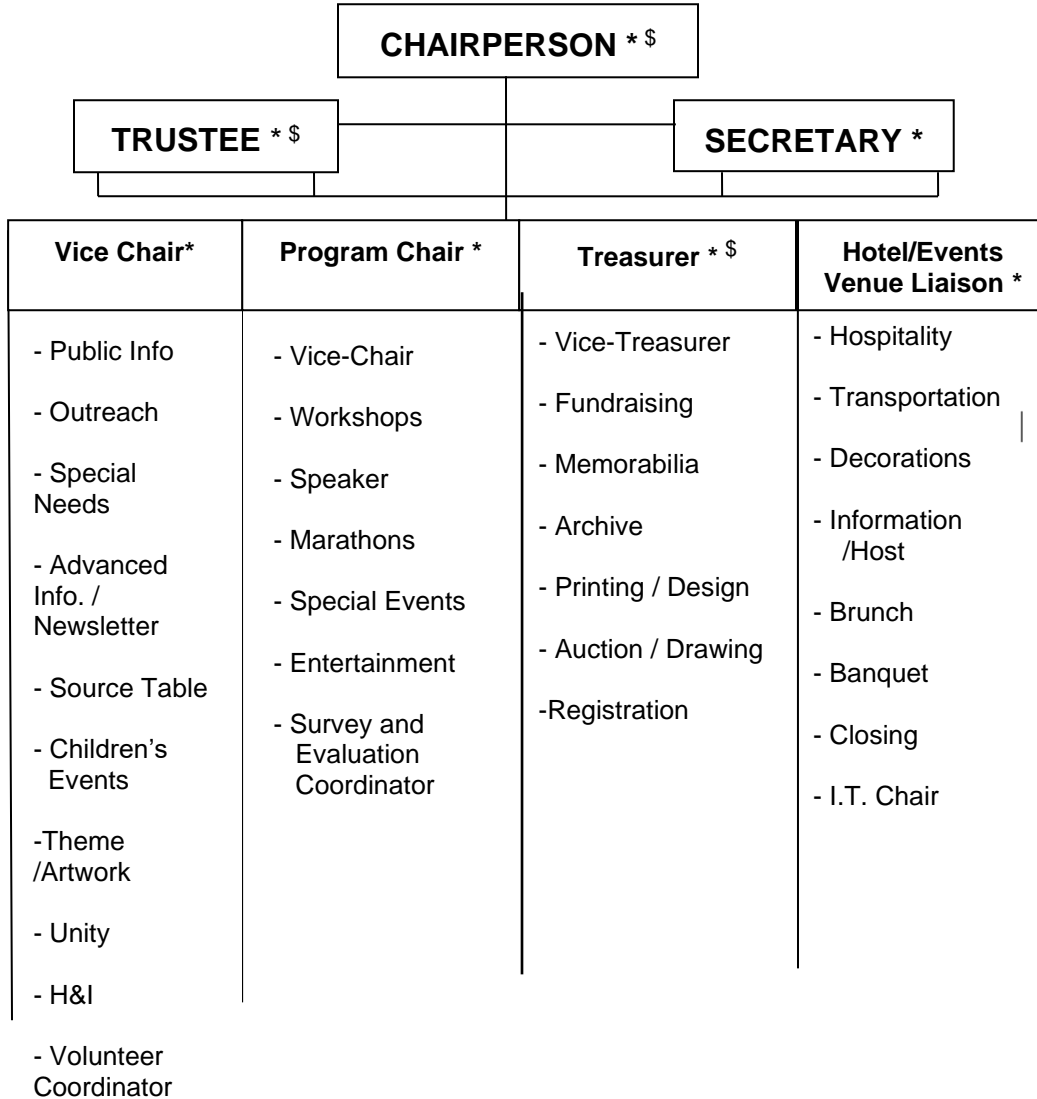 CHAIRPERSON * $
TRUSTEE * $
SECRETARY *
Vice Chair*
- Public Info
- Outreach
- Special
Needs
- Advanced
Info. /
Newsletter
- Source Table
- Children’s
Events
-Theme
/Artwork
- Unity
- H&I
- Volunteer
Coordinator
Program Chair *
- Vice-Chair
- Workshops
- Speaker
- Marathons
- Special Events
- Entertainment
- Survey and
Evaluation
Coordinator
Treasurer * $
- Vice-Treasurer
- Fundraising
- Memorabilia
- Archive
- Printing / Design
- Auction / Drawing
-Registration
Hotel/Events
Venue Liaison *
- Hospitality
- Transportation
- Decorations
- Information
/Host
- Brunch
- Banquet
- Closing
- I.T. Chair